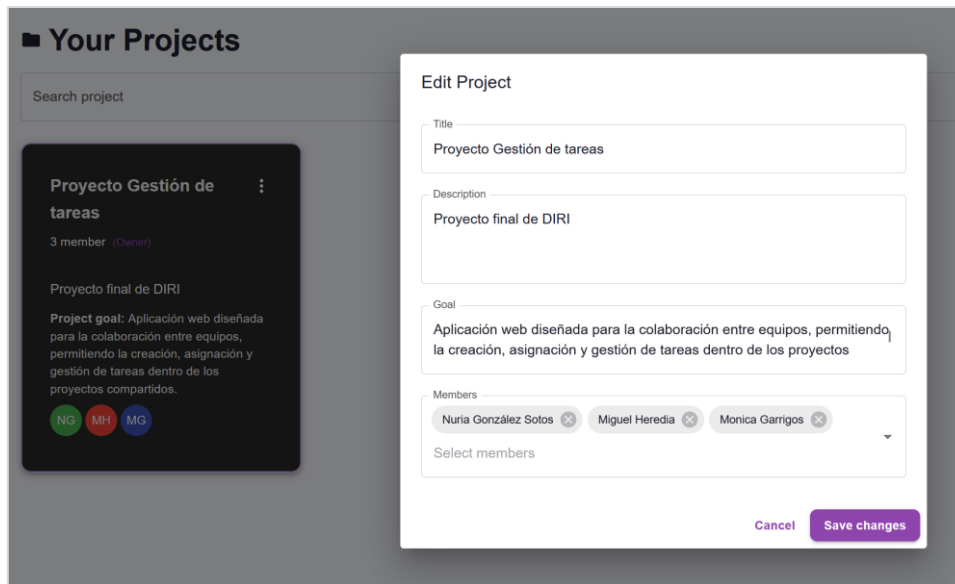 Your Projects
Search project
Proyecto Gestión de
tareas
3 member (Owner)
Proyecto final de DIRI
Project goal: Aplicación web diseñada
para la colaboración entre equipos,
permitiendo la creación, asignación y
gestión de tareas dentro de los
proyectos compartidos.
NG MH MG
Edit Project
Title
Proyecto Gestión de tareas
Description
Proyecto final de DIRI
Goal
Aplicación web diseñada para la colaboración entre equipos, permitiendo
la creación, asignación y gestión de tareas dentro de los proyectos
Members
Nuria González Sotos Miguel Heredia Monica Garrigos
Select members
Cancel Save changes